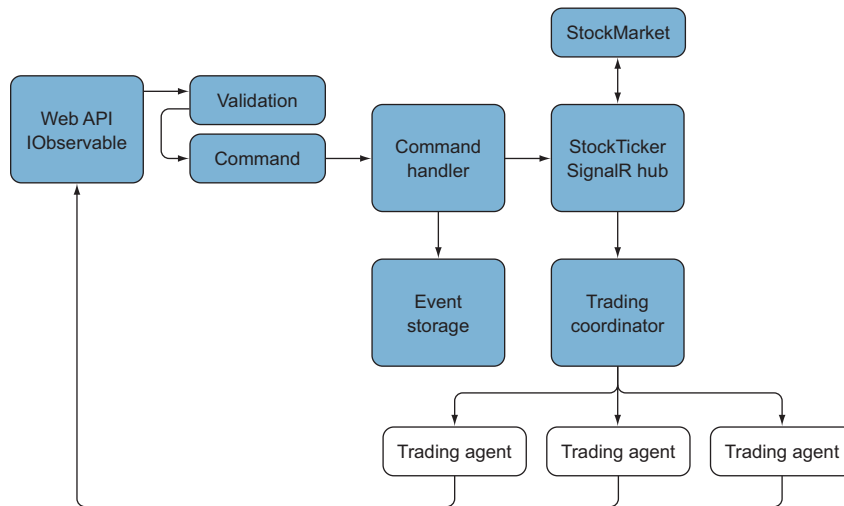 StockMarket
Web API
IObservable
Validation
Command
Command
handler
StockTicker
SignalR hub
Event
storage
Trading
coordinator
Trading agent
Trading agent
Trading agent